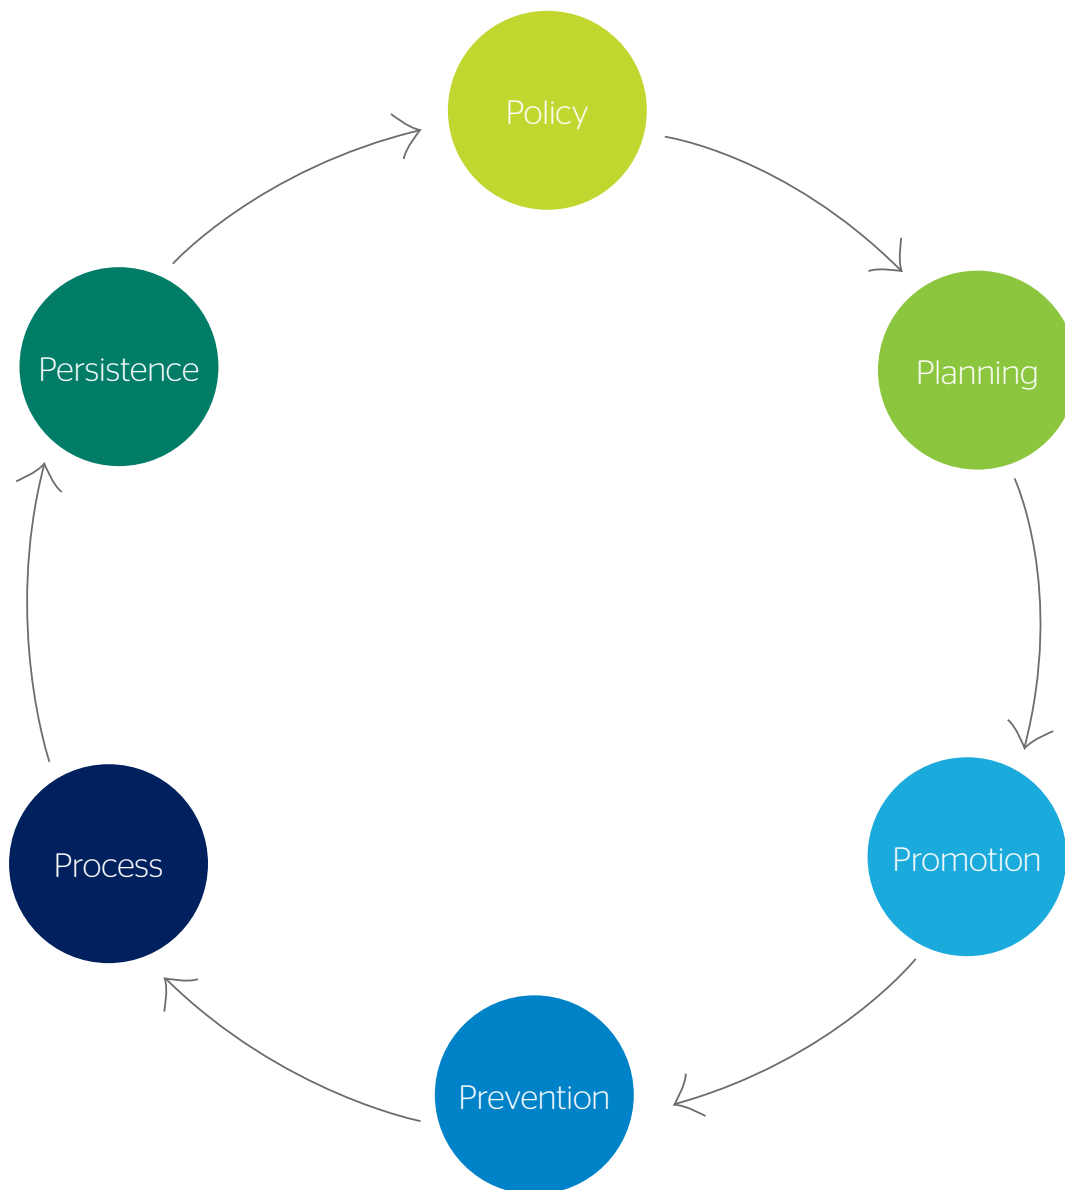 Policy
Planning
Promotion
Prevention
Process
Persistence